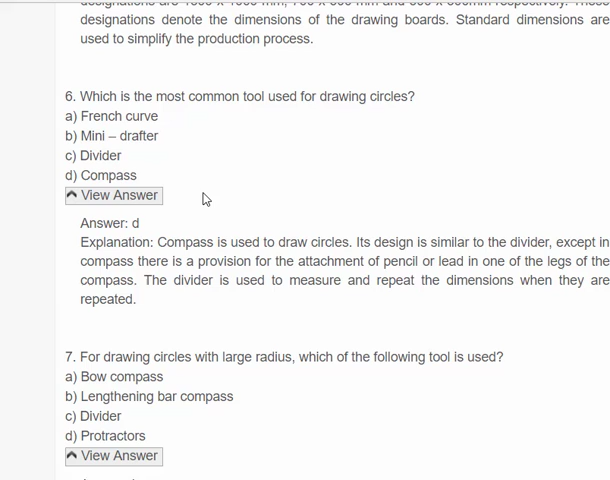 designations denote the dimensions of the drawing boards. Standard dimensions are
used to simplify the production process.
6. Which is the most common tool used for drawing circles?
a) French curve
b) Mini – drafter
c) Divider
d) Compass
View Answer
Answer: d
Explanation: Compass is used to draw circles. Its design is similar to the divider, except in
compass there is a provision for the attachment of pencil or lead in one of the legs of the
compass. The divider is used to measure and repeat the dimensions when they are
repeated.
7. For drawing circles with large radius, which of the following tool is used?
a) Bow compass
b) Lengthening bar compass
c) Divider
d) Protractors
View Answer